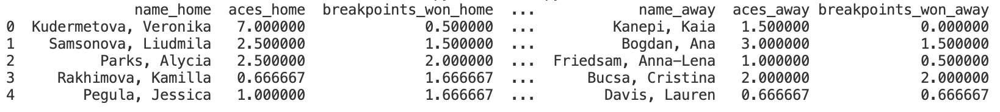 name_home aces_home breakpoints_won_home ... name_away aces_away breakpoints_won_away
0 Kudermetova, Veronika 7.000000 0.500000 ... Kanepi, Kaia 1.500000 0.000000
1 Samsonova, Liudmila 2.500000 1.500000 ... Bogdan, Ana 3.000000 1.500000
2 Parks, Alycia 2.500000 2.000000 ... Friedsam, Anna-Lena 1.000000 0.500000
3 Rakhimova, Kamilla 0.666667 1.666667 ... Bucsa, Cristina 2.000000 2.000000
4 Pegula, Jessica 1.000000 1.666667 ... Davis, Lauren 0.666667 0.666667